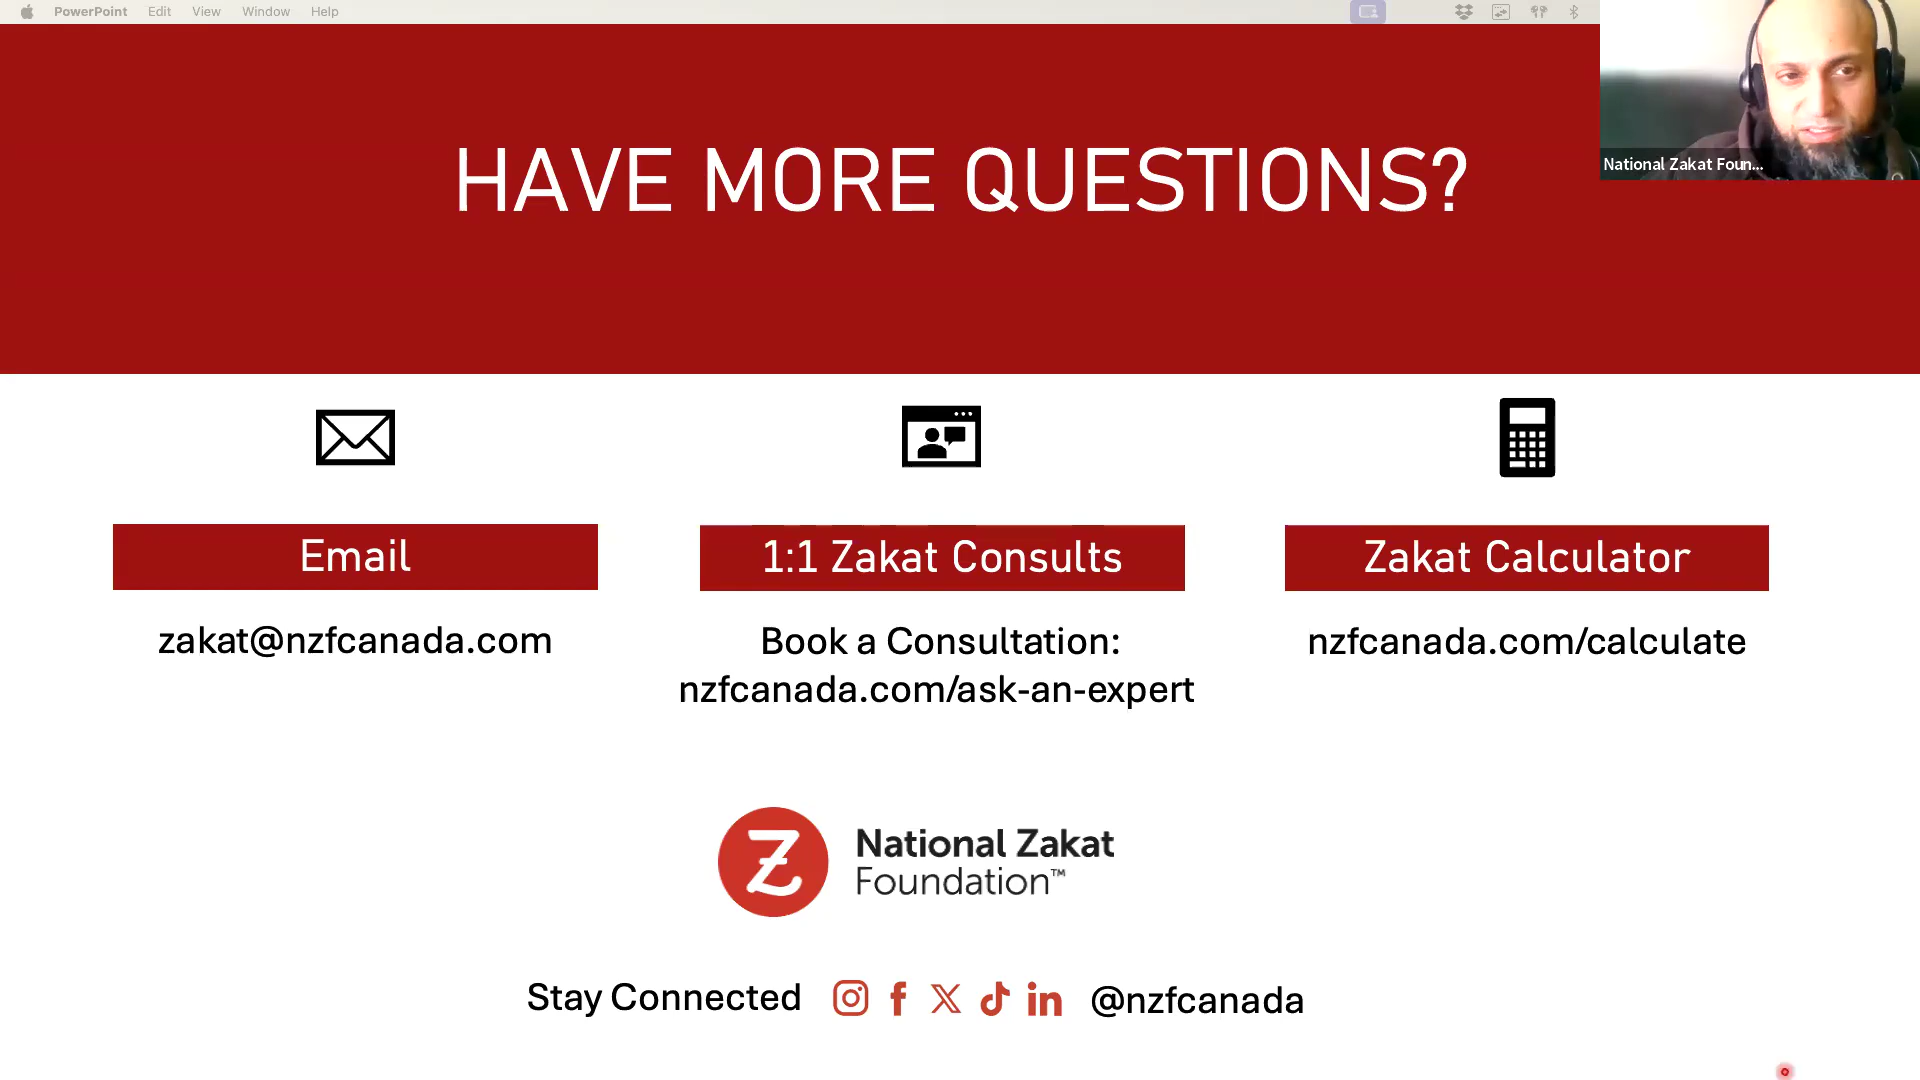 PowerPoint Edit View Window Help
HAVE MORE QUESTIONS?
National Zakat Foun...
Email
zakat@nzfcanada.com
1:1 Zakat Consults
Book a Consultation:
nzfcanada.com/ask-an-expert
Zakat Calculator
nzfcanada.com/calculate
National Zakat
Foundation™
Stay Connected @nzfcanada